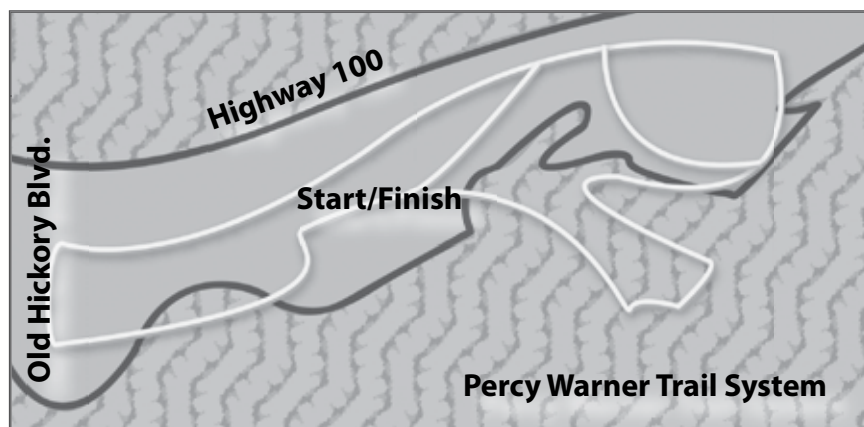 Highway 100
Old Hickory Blvd.
Start/Finish
Percy Warner Trail System